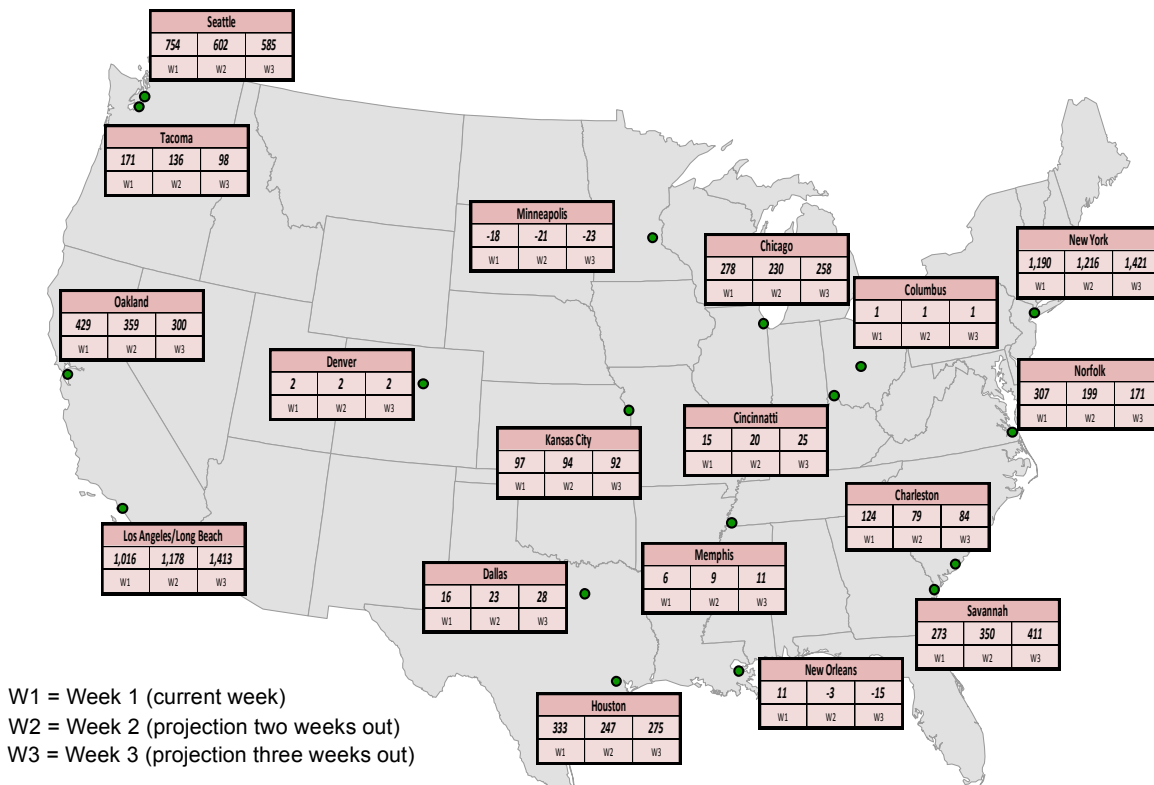 Seattle
754 602 585
W1 W2 W3
Tacoma
171 136 98
W1 W2 W3
Minneapolis
-18 -21 -23
W1 W2 W3
Chicago
278 230 258
W1 W2 W3
New York
1,190 1,216 1,421
W1 W2 W3
Columbus
1 1 1
W1 W2 W3
Oakland
429 359 300
W1 W2 W3
Denver
2 2 2
W1 W2 W3
Norfolk
307 199 171
W1 W2 W3
Cincinnatti
15 20 25
W1 W2 W3
Kansas City
97 94 92
W1 W2 W3
Charleston
124 79 84
W1 W2 W3
Los Angeles/Long Beach
1,016 1,178 1,413
W1 W2 W3
Memphis
6 9 11
W1 W2 W3
Dallas
16 23 28
W1 W2 W3
Savannah
273 350 411
W1 W2 W3
New Orleans
11 -3 -15
W1 W2 W3
Houston
333 247 275
W1 W2 W3
W1 = Week 1 (current week)
W2 = Week 2 (projection two weeks out)
W3 = Week 3 (projection three weeks out)